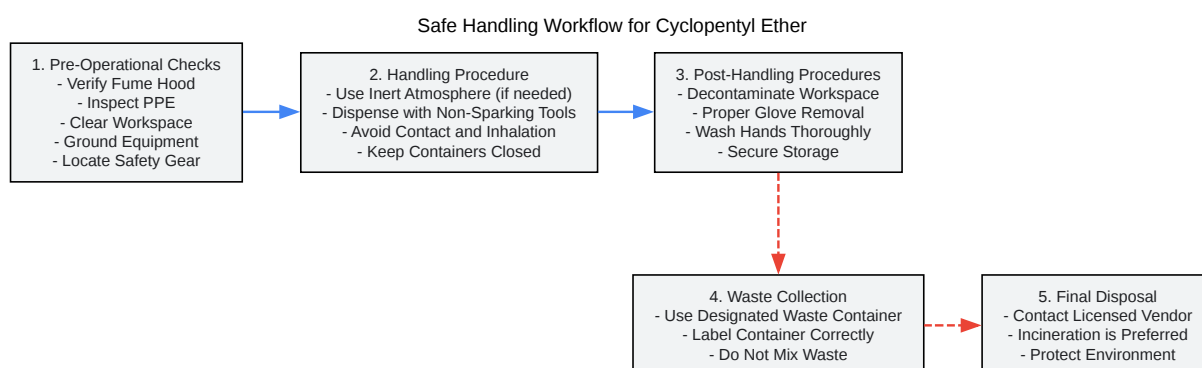 Safe Handling Workflow for Cyclopentyl Ether
1. Pre-Operational Checks
- Verify Fume Hood
- Inspect PPE
- Clear Workspace
- Ground Equipment
- Locate Safety Gear
2. Handling Procedure
- Use Inert Atmosphere (if needed)
- Dispense with Non-Sparking Tools
- Avoid Contact and Inhalation
- Keep Containers Closed
3. Post-Handling Procedures
- Decontaminate Workspace
- Proper Glove Removal
- Wash Hands Thoroughly
- Secure Storage
4. Waste Collection
- Use Designated Waste Container
- Label Container Correctly
- Do Not Mix Waste
5. Final Disposal
- Contact Licensed Vendor
- Incineration is Preferred
- Protect Environment